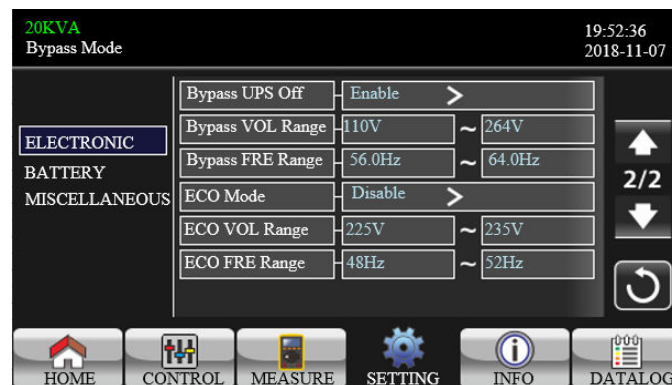 20KVA
Bypass Mode
19:52:36
2018-11-07
ELECTRONIC
BATTERY
MISCELLANEOUS
Bypass UPS Off Enable >
Bypass VOL Range 110V ~ 264V
Bypass FRE Range 56.0Hz ~ 64.0Hz
ECO Mode Disable >
ECO VOL Range 225V ~ 235V
ECO FRE Range 48Hz ~ 52Hz
2/2
HOME CONTROL MEASURE SETTING INFO DATALOG